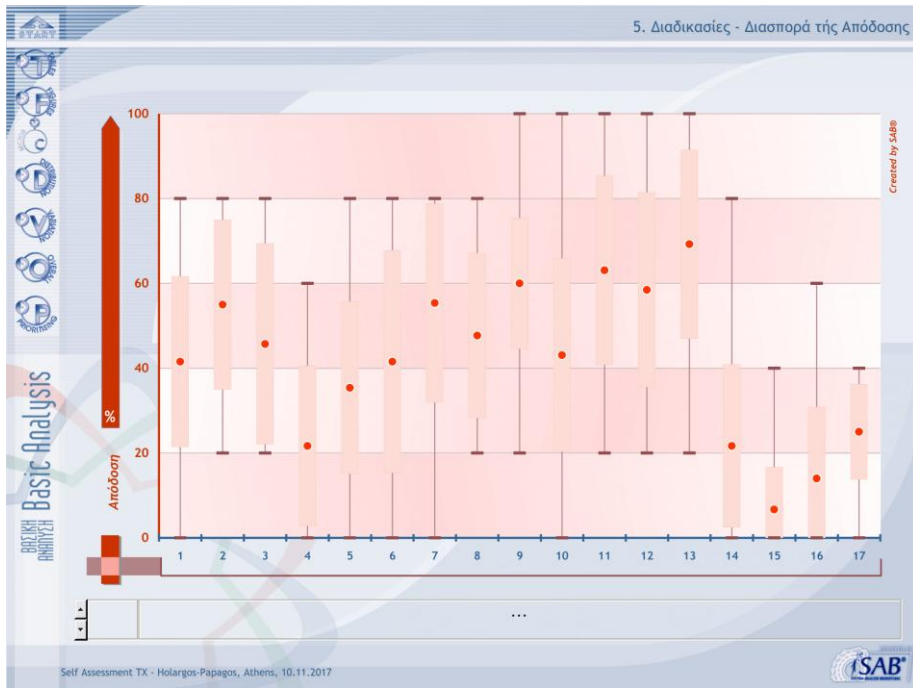 START
5. Διαδικασίες - Διασπορά τής Απόδοσης
100
80
60
40
20
0
%
Απόδοση
1 2 3 4 5 6 7 8 9 10 11 12 13 14 15 16 17
Created by SAB®
OVERALL
PRIORITISING
ΒΑΣΙΚΗ
ΑΝΑΛΥΣΗ
Basic Analysis
...
Self Assessment TX - Holargos-Papagos, Athens, 10.11.2017
iSAB®